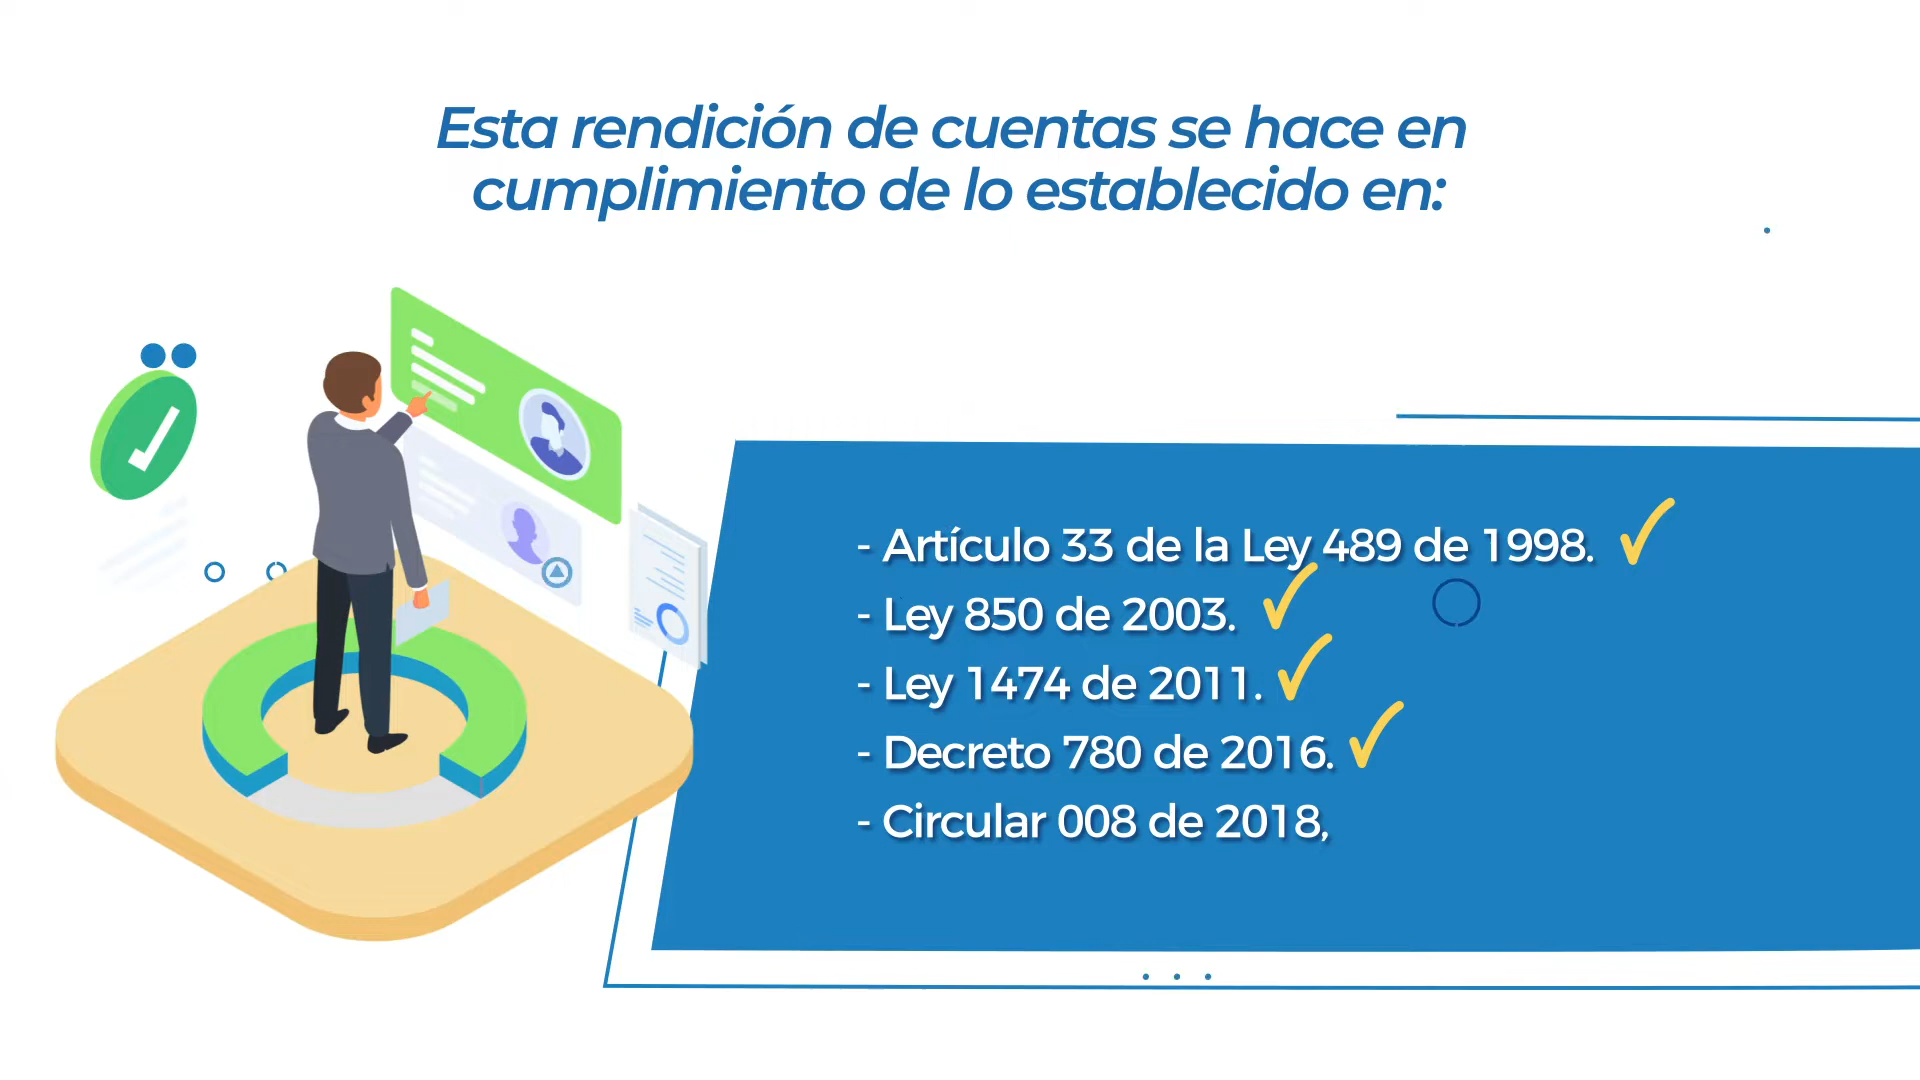 Esta rendición de cuentas se hace en
cumplimiento de lo establecido en:
- Artículo 33 de la Ley 489 de 1998.
- Ley 850 de 2003.
- Ley 1474 de 2011.
- Decreto 780 de 2016.
- Circular 008 de 2018,